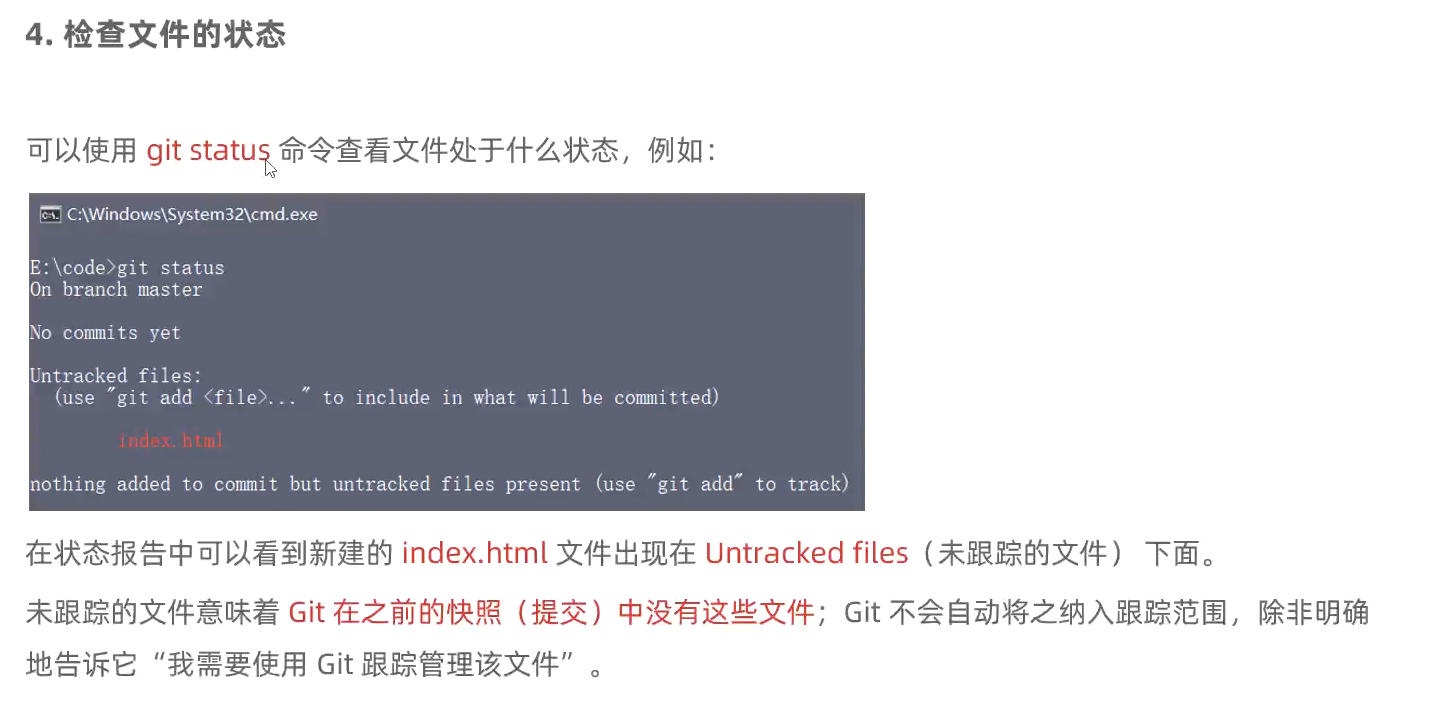 4. 检查文件的状态
可以使用 git status 命令查看文件处于什么状态，例如：
C:\Windows\System32\cmd.exe
E:\code>git status
On branch master
No commits yet
Untracked files:
(use "git add <file>..." to include in what will be committed)
index.html
nothing added to commit but untracked files present (use "git add" to track)
在状态报告中可以看到新建的 index.html 文件出现在 Untracked files（未跟踪的文件） 下面。
未跟踪的文件意味着 Git 在之前的快照（提交）中没有这些文件；Git 不会自动将之纳入跟踪范围，除非明确
地告诉它“我需要使用 Git 跟踪管理该文件”。